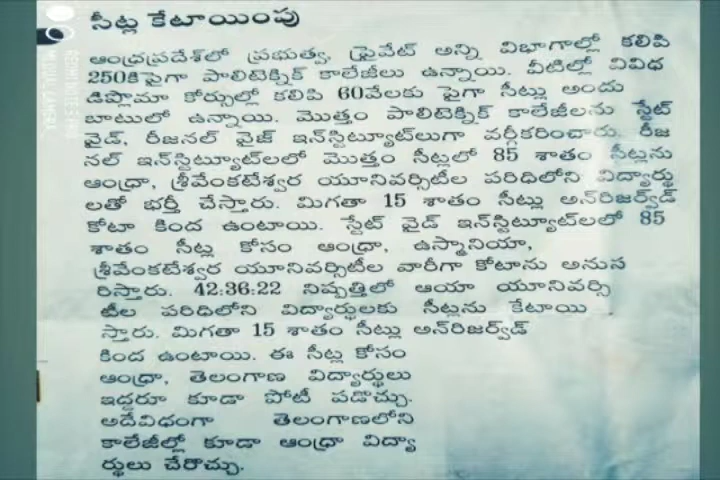 సీట్ల కేటాయింపు
ఆంధ్రప్రదేశ్‌లో ప్రభుత్వ, ప్రైవేట్ అన్ని విభాగాల్లో కలిపి
250కిపైగా పాలిటెక్నిక్ కాలేజీలు ఉన్నాయి. వీటిల్లో వివిధ
డిప్లొమా కోర్సుల్లో కలిపి 60వేలకు పైగా సీట్లు అందు
బాటులో ఉన్నాయి. మొత్తం పాలిటెక్నిక్ కాలేజీలను స్టేట్
వైడ్, రీజనల్ వైజ్ ఇన్‌స్టిట్యూట్‌లుగా వర్గీకరించారు. రీజ
నల్ ఇన్‌స్టిట్యూట్‌లలో మొత్తం సీట్లలో 85 శాతం సీట్లను
ఆంధ్రా, శ్రీవేంకటేశ్వర యూనివర్సిటీల పరిధిలోని విద్యార్థు
లతో భర్తీ చేస్తారు. మిగతా 15 శాతం సీట్లు అన్‌రిజర్వ్‌డ్
కోటా కింద ఉంటాయి. స్టేట్ వైడ్ ఇన్‌స్టిట్యూట్‌లలో 85
శాతం సీట్ల కోసం ఆంధ్రా, ఉస్మానియా,
శ్రీవేంకటేశ్వర యూనివర్సిటీల వారీగా కోటాను అనుస
రిస్తారు. 42:36:22 నిష్పత్తిలో ఆయా యూనివర్సి
టీల పరిధిలోని విద్యార్థులకు సీట్లను కేటాయి
స్తారు. మిగతా 15 శాతం సీట్లు అన్‌రిజర్వ్‌డ్
కింద ఉంటాయి. ఈ సీట్ల కోసం
ఆంధ్రా, తెలంగాణ విద్యార్థులు
ఇద్దరూ కూడా పోటీ పడొచ్చు.
అదేవిధంగా తెలంగాణలోని
కాలేజీల్లో కూడా ఆంధ్రా విద్యా
ర్థులు చేరొచ్చు.